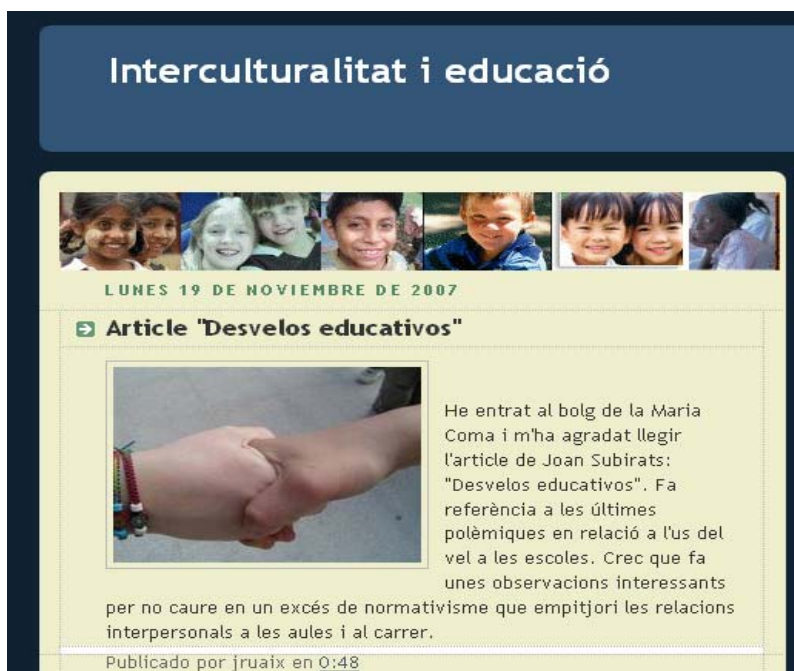 Interculturalitat i educació
LUNES 19 DE NOVIEMBRE DE 2007
Article "Desvelos educativos"
He entrat al bolg de la Maria
Coma i m'ha agradat llegir
l'article de Joan Subirats:
"Desvelos educativos". Fa
referència a les últimes
polèmiques en relació a l'us del
vel a les escoles. Crec que fa
unes observacions interessants
per no caure en un excés de normativisme que empitjori les relacions
interpersonals a les aules i al carrer.
Publicado por jruaix en 0:48